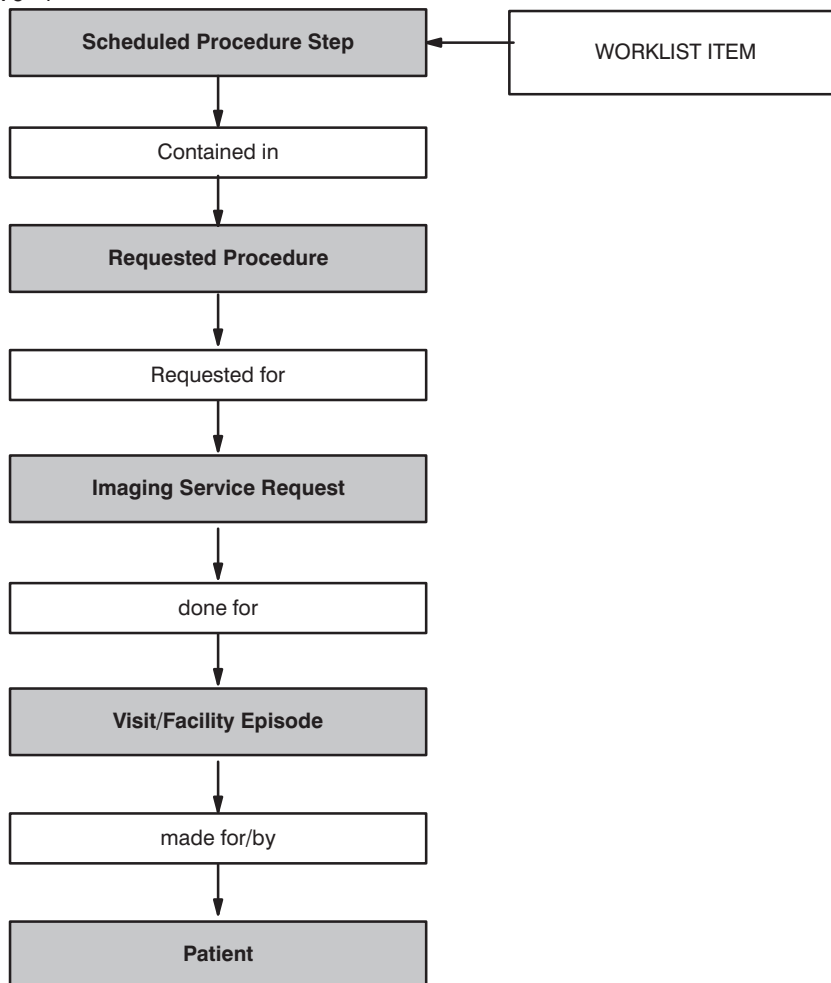 Scheduled Procedure Step
WORKLIST ITEM
Contained in
Requested Procedure
Requested for
Imaging Service Request
done for
Visit/Facility Episode
made for/by
Patient